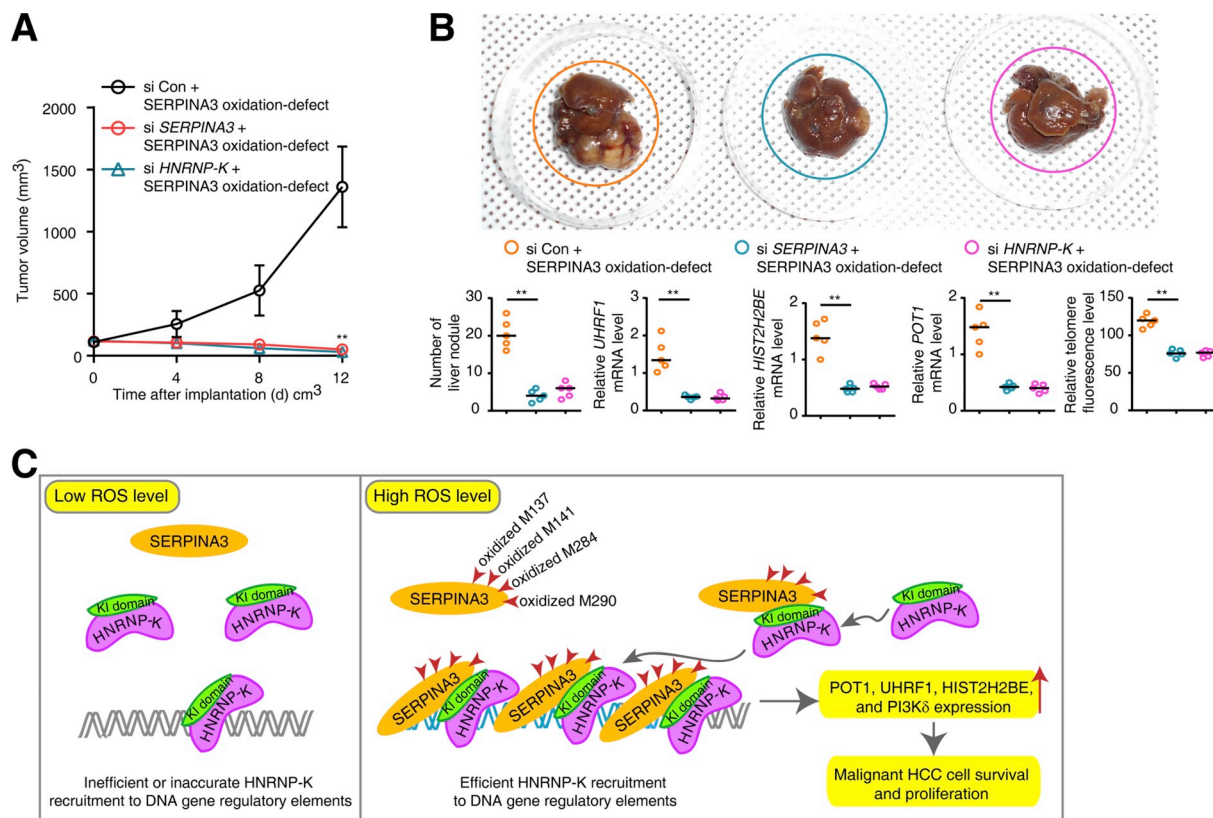 A
si Con +
SERPINA3 oxidation-defect
si SERPINA3 +
SERPINA3 oxidation-defect
si HNRNP-K +
SERPINA3 oxidation-defect
Tumor volume (mm³)
2000
1500
1000
500
0
0
4
8
12
**
Time after implantation (d) cm³
B
si Con +
SERPINA3 oxidation-defect
si SERPINA3 +
SERPINA3 oxidation-defect
si HNRNP-K +
SERPINA3 oxidation-defect
Number of
liver nodule
30
20
10
0
**
Relative UHRF1
mRNA level
3
2
1
0
**
Relative HIST2H2BE
mRNA level
2
1
0
**
Relative POT1
mRNA level
2
1
0
**
Relative telomere
fluorescence level
150
100
50
0
**
C
Low ROS level
SERPINA3
KI domain
HNRNP-K
KI domain
HNRNP-K
KI domain
HNRNP-K
Inefficient or inaccurate HNRNP-K
recruitment to DNA gene regulatory elements
High ROS level
oxidized M137
oxidized M141
oxidized M284
oxidized M290
SERPINA3
SERPINA3
KI domain
HNRNP-K
KI domain
HNRNP-K
SERPINA3
KI domain
HNRNP-K
SERPINA3
KI domain
HNRNP-K
SERPINA3
KI domain
HNRNP-K
Efficient HNRNP-K recruitment
to DNA gene regulatory elements
POT1, UHRF1, HIST2H2BE,
and PI3Kδ expression
Malignant HCC cell survival
and proliferation